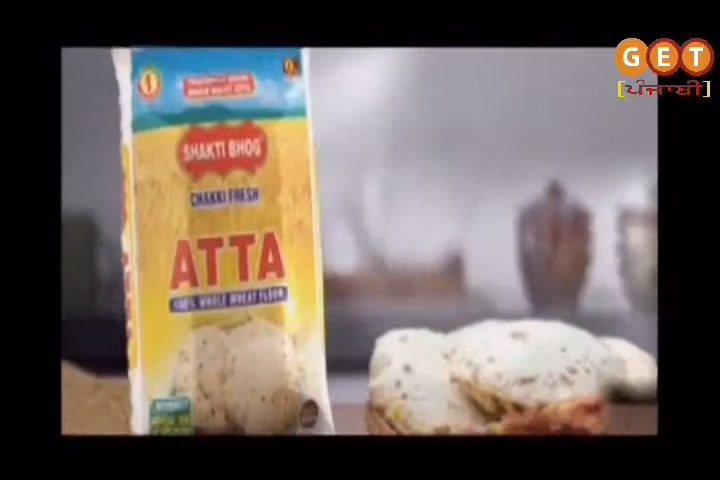 GET
[ਪੰਜਾਬੀ]
SHAKTI BHOG
CHAKKI FRESH
ATTA
100% WHOLE WHEAT FLOUR